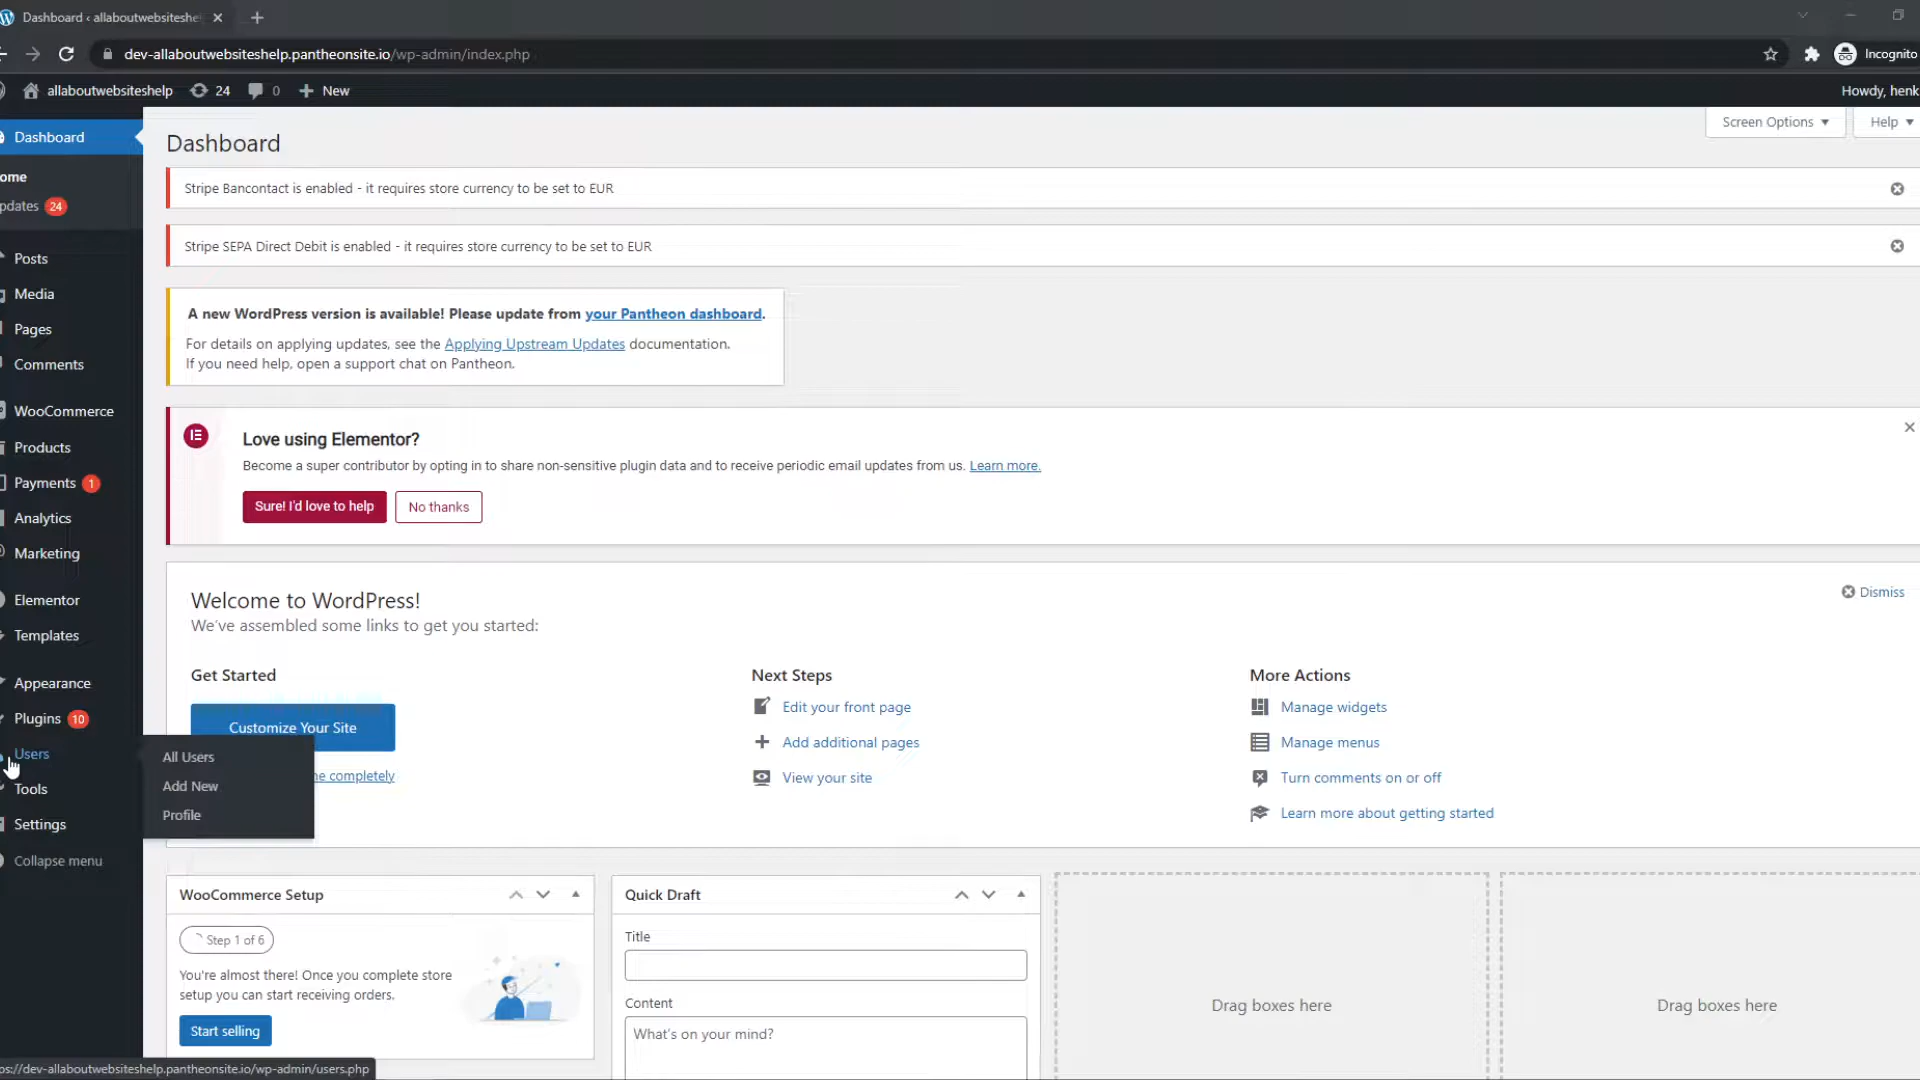 Dashboard ‹ allaboutwebsiteshe
dev-allaboutwebsiteshelp.pantheonsite.io/wp-admin/index.php
Incognito
allaboutwebsiteshelp 24 0 New
Howdy, henk
Dashboard
ome
pdates 24
Posts
Media
Pages
Comments
WooCommerce
Products
Payments 1
Analytics
Marketing
Elementor
Templates
Appearance
Plugins 10
Users
Tools
Settings
Collapse menu
All Users
Add New
Profile
Screen Options
Help
Dashboard
Stripe Bancontact is enabled - it requires store currency to be set to EUR
Stripe SEPA Direct Debit is enabled - it requires store currency to be set to EUR
A new WordPress version is available! Please update from your Pantheon dashboard.
For details on applying updates, see the Applying Upstream Updates documentation.
If you need help, open a support chat on Pantheon.
Love using Elementor?
Become a super contributor by opting in to share non-sensitive plugin data and to receive periodic email updates from us. Learn more.
Sure! I'd love to help
No thanks
Welcome to WordPress!
Dismiss
We've assembled some links to get you started:
Get Started
Customize Your Site
me completely
Next Steps
Edit your front page
Add additional pages
View your site
More Actions
Manage widgets
Manage menus
Turn comments on or off
Learn more about getting started
WooCommerce Setup
Step 1 of 6
You're almost there! Once you complete store
setup you can start receiving orders.
Start selling
Quick Draft
Title
Content
What's on your mind?
Drag boxes here
Drag boxes here
ps://dev-allaboutwebsiteshelp.pantheonsite.io/wp-admin/users.php